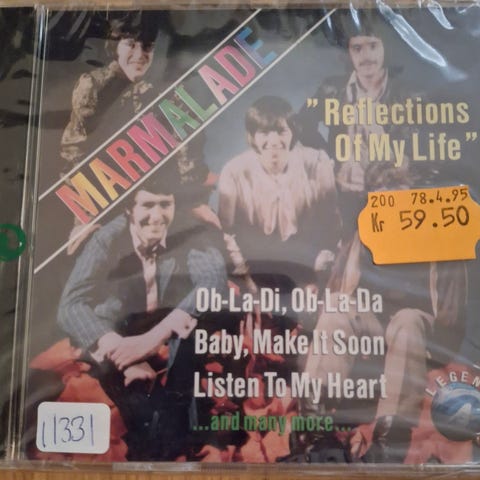 MARMALADE
"Reflections
Of My Life"
200 78.4.95
Kr 59.50
Ob-La-Di, Ob-La-Da
Baby, Make It Soon
Listen To My Heart
...and many more...
11331